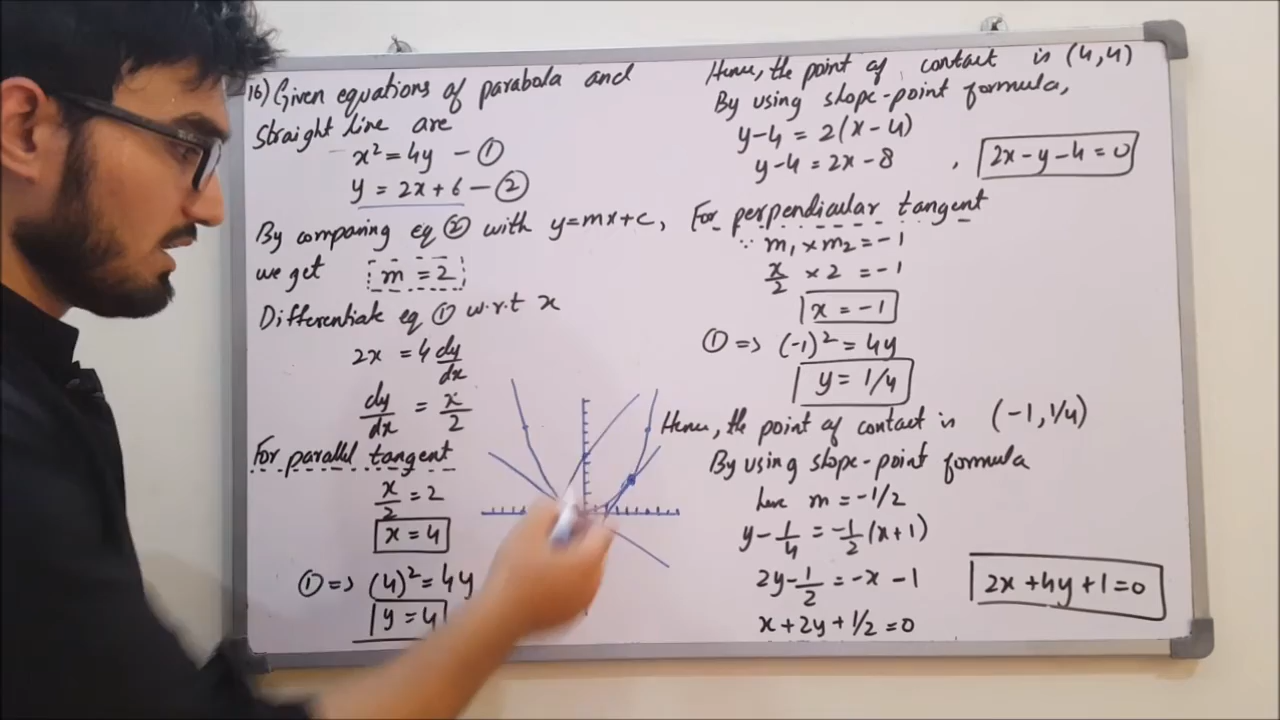 16) Given equations of parabola and
straight line are
x² = 4y - ①
y = 2x + 6 - ②
By comparing eq ② with y=mx+c,
we get m = 2
Differentiate eq ① w.r.t x
2x = 4 dy/dx
dy/dx = x/2
For parallel tangent
x/2 = 2
x = 4
① => (4)² = 4y
y = 4
Hence, the point of contact is (4,4)
By using slope-point formula,
y-4 = 2(x-4)
y-4 = 2x-8 , 2x-y-4=0
For perpendicular tangent
∵ m₁ × m₂ = -1
x/2 × 2 = -1
x = -1
① => (-1)² = 4y
y = 1/4
Hence, the point of contact is (-1, 1/4)
By using slope-point formula
here m = -1/2
y - 1/4 = -1/2 (x+1)
2y - 1/2 = -x - 1
x + 2y + 1/2 = 0
2x + 4y + 1 = 0